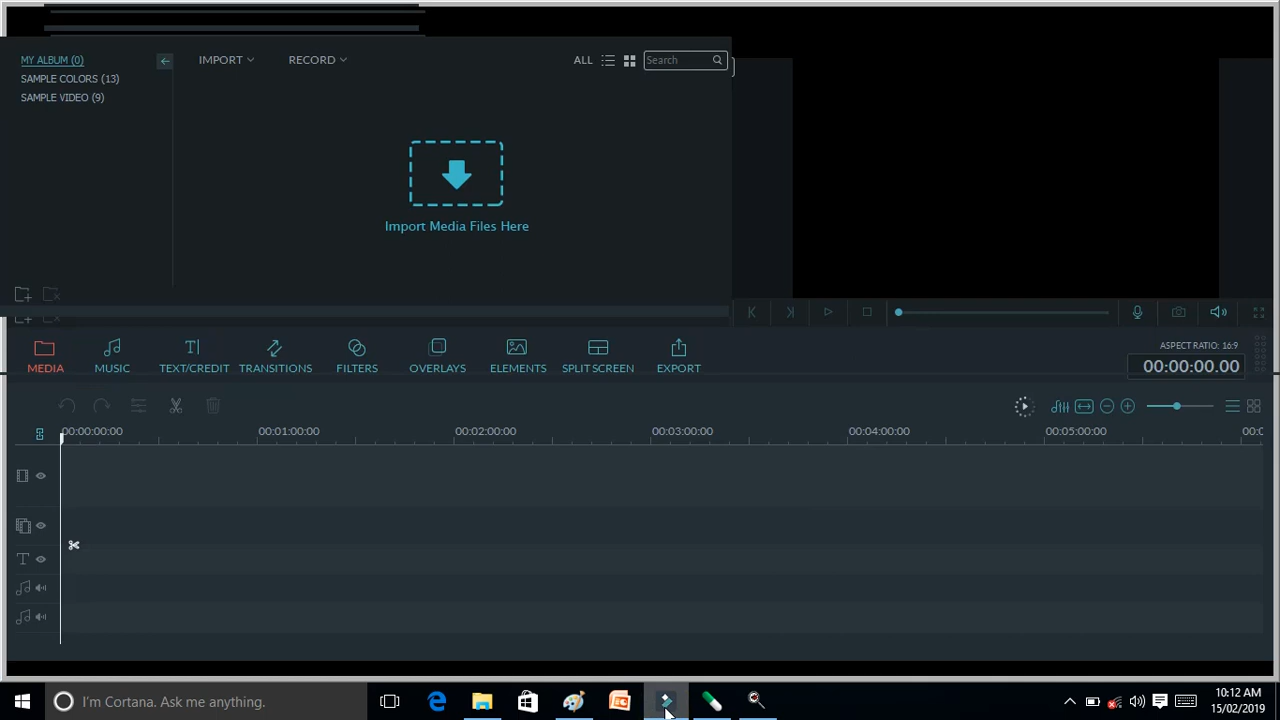 MY ALBUM (0)
SAMPLE COLORS (13)
SAMPLE VIDEO (9)
IMPORT
RECORD
ALL
Search
Import Media Files Here
MEDIA
MUSIC
TEXT/CREDIT
TRANSITIONS
FILTERS
OVERLAYS
ELEMENTS
SPLIT SCREEN
EXPORT
ASPECT RATIO: 16:9
00:00:00.00
00:00:00:00
00:01:00:00
00:02:00:00
00:03:00:00
00:04:00:00
00:05:00:00
I'm Cortana. Ask me anything.
10:12 AM
15/02/2019